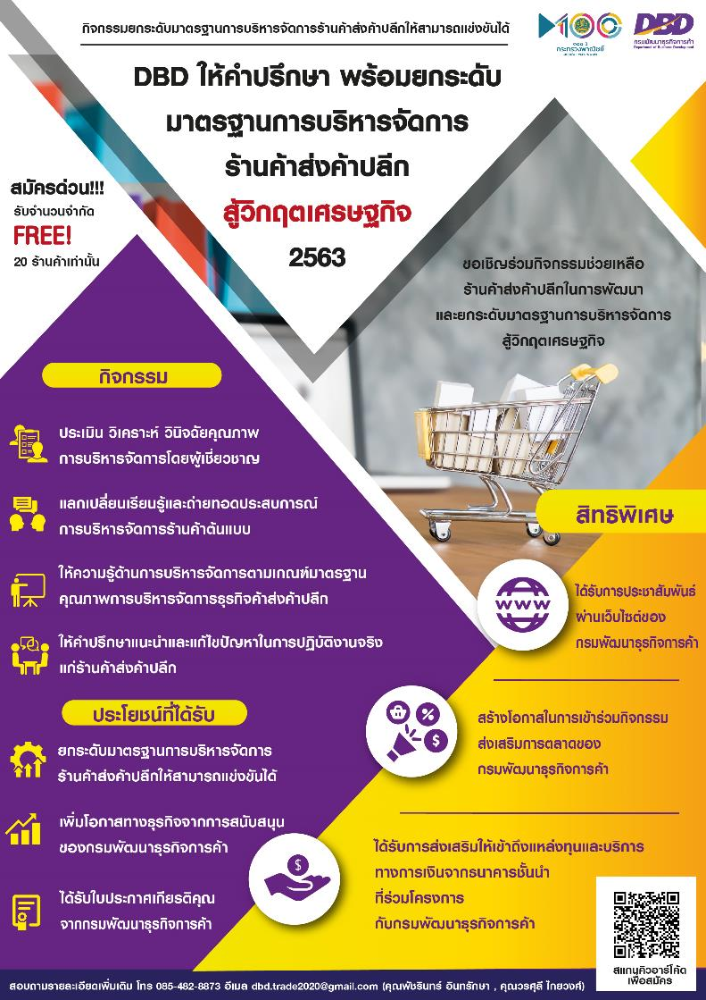 กิจกรรมยกระดับมาตรฐานการบริหารจัดการร้านค้าส่งค้าปลีกให้สามารถแข่งขันได้
MOC
๑๐๐ ปี
กระทรวงพาณิชย์
DBD
กรมพัฒนาธุรกิจการค้า
Department of Business Development
DBD ให้คำปรึกษา พร้อมยกระดับ
มาตรฐานการบริหารจัดการ
ร้านค้าส่งค้าปลีก
สู้วิกฤตเศรษฐกิจ
2563
สมัครด่วน!!!
รับจำนวนจำกัด
FREE!
20 ร้านค้าเท่านั้น
ขอเชิญร่วมกิจกรรมช่วยเหลือ
ร้านค้าส่งค้าปลีกในการพัฒนา
และยกระดับมาตรฐานการบริหารจัดการ
สู้วิกฤตเศรษฐกิจ
กิจกรรม
ประเมิน วิเคราะห์ วินิจฉัยคุณภาพ
การบริหารจัดการโดยผู้เชี่ยวชาญ
แลกเปลี่ยนเรียนรู้และถ่ายทอดประสบการณ์
การบริหารจัดการร้านค้าต้นแบบ
ให้ความรู้ด้านการบริหารจัดการตามเกณฑ์มาตรฐาน
คุณภาพการบริหารจัดการธุรกิจค้าส่งค้าปลีก
ให้คำปรึกษาแนะนำและแก้ไขปัญหาในการปฏิบัติงานจริง
แก่ร้านค้าส่งค้าปลีก
ประโยชน์ที่ได้รับ
ยกระดับมาตรฐานการบริหารจัดการ
ร้านค้าส่งค้าปลีกให้สามารถแข่งขันได้
เพิ่มโอกาสทางธุรกิจจากการสนับสนุน
ของกรมพัฒนาธุรกิจการค้า
ได้รับใบประกาศเกียรติคุณ
จากกรมพัฒนาธุรกิจการค้า
สิทธิพิเศษ
www
ได้รับการประชาสัมพันธ์
ผ่านเว็บไซต์ของ
กรมพัฒนาธุรกิจการค้า
สร้างโอกาสในการเข้าร่วมกิจกรรม
ส่งเสริมการตลาดของ
กรมพัฒนาธุรกิจการค้า
ได้รับการส่งเสริมให้เข้าถึงแหล่งทุนและบริการ
ทางการเงินจากธนาคารชั้นนำ
ที่ร่วมโครงการ
กับกรมพัฒนาธุรกิจการค้า
สแกนคิวอาร์โค้ด
เพื่อสมัคร
สอบถามรายละเอียดเพิ่มเติม โทร 085-482-8873 อีเมล dbd.trade2020@gmail.com (คุณพัชรินทร์ อินทรักษา , คุณวรศุลี ไกยวงศ์)